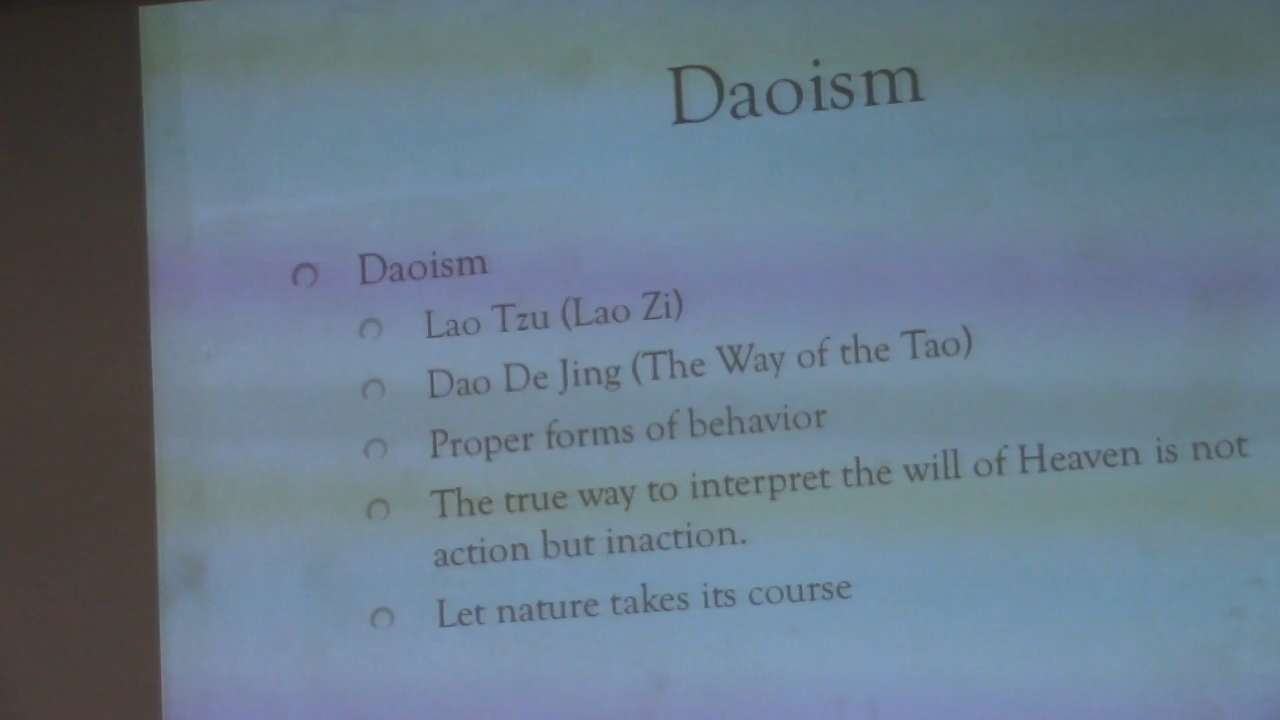 Daoism
Daoism
Lao Tzu (Lao Zi)
Dao De Jing (The Way of the Tao)
Proper forms of behavior
The true way to interpret the will of Heaven is not
action but inaction.
Let nature takes its course